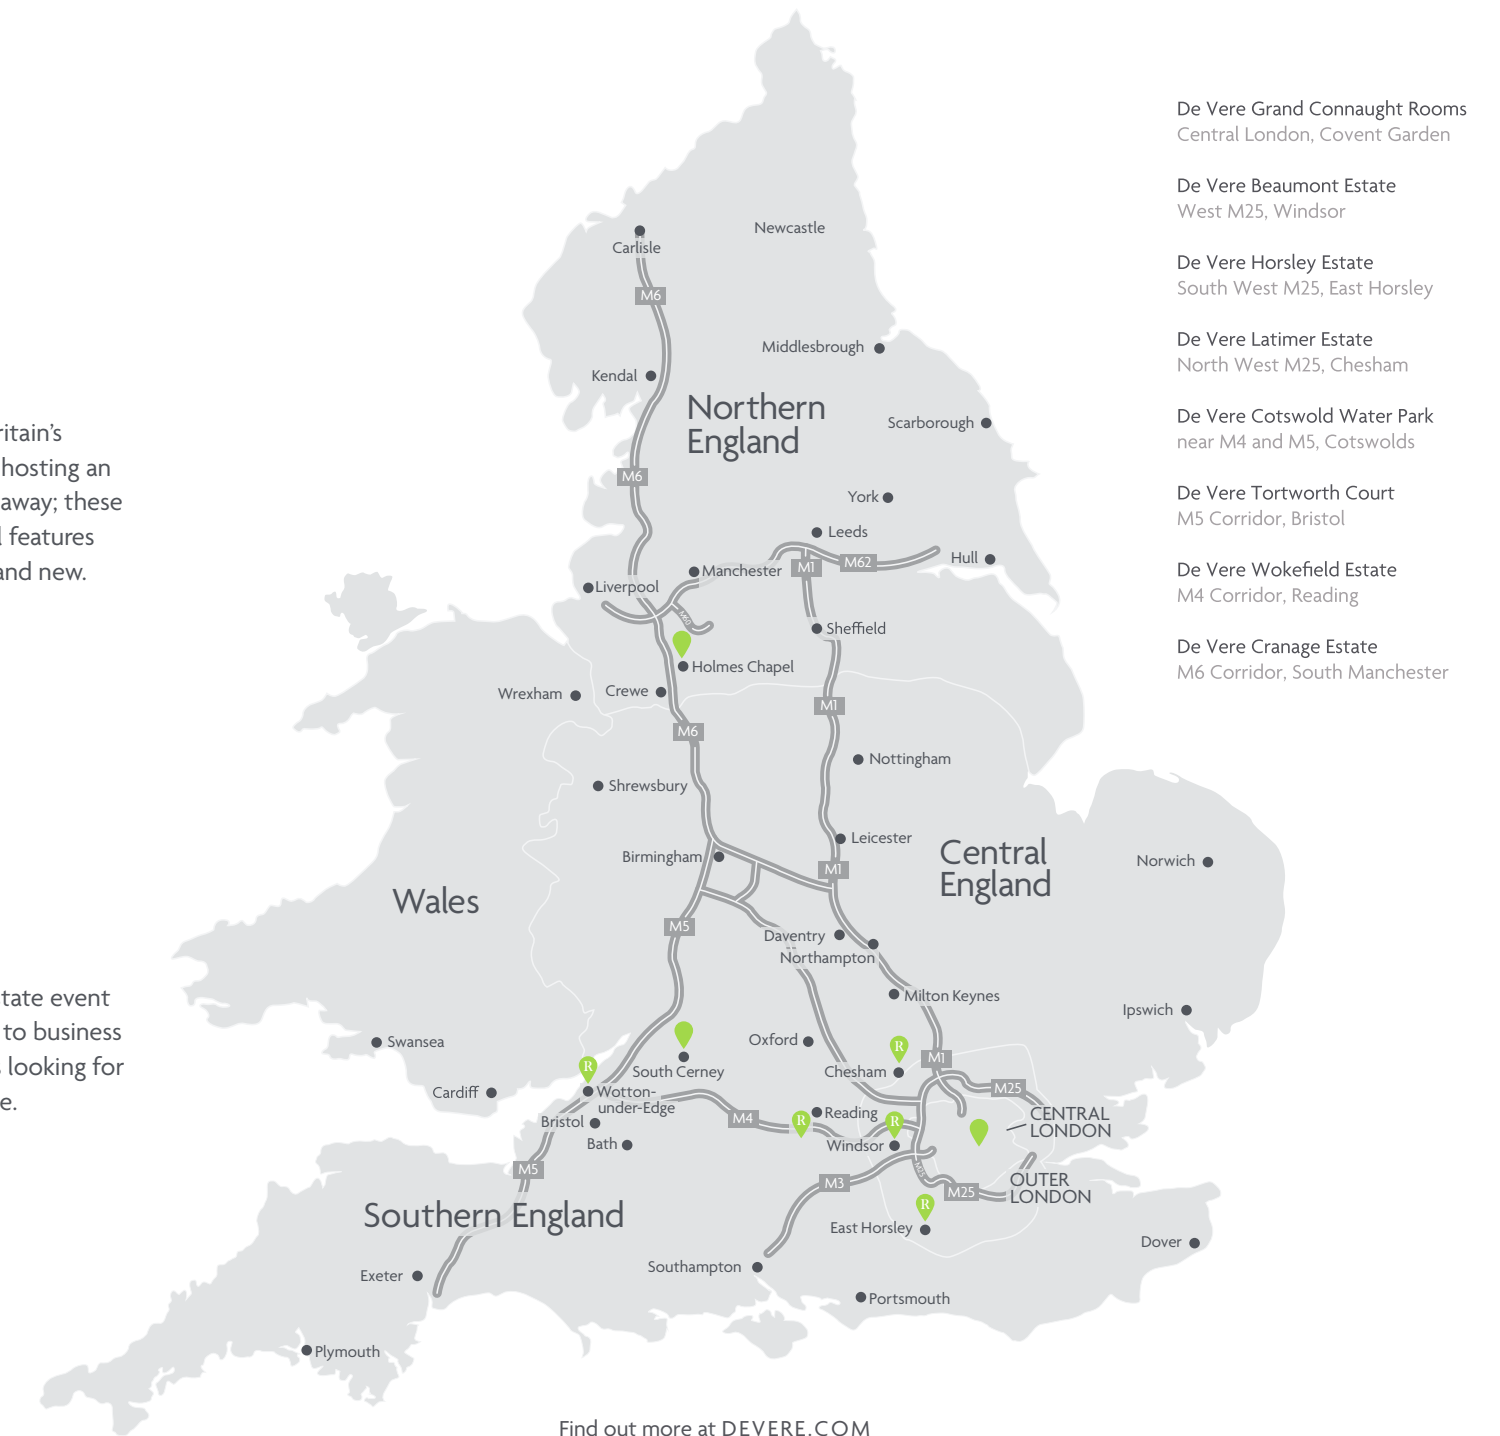 De Vere Grand Connaught Rooms
Central London, Covent Garden
De Vere Beaumont Estate
West M25, Windsor
De Vere Horsley Estate
South West M25, East Horsley
De Vere Latimer Estate
North West M25, Chesham
De Vere Cotswold Water Park
near M4 and M5, Cotswolds
De Vere Tortworth Court
M5 Corridor, Bristol
De Vere Wokefield Estate
M4 Corridor, Reading
De Vere Cranage Estate
M6 Corridor, South Manchester
ritain's
hosting an
away; these
l features
and new.
tate event
to business
looking for
e.
Newcastle
Carlisle
M6
Middlesbrough
Kendal
Northern
England
Scarborough
M6
York
Leeds
Hull
M62
M1
Manchester
Liverpool
M60
Sheffield
Holmes Chapel
Crewe
Wrexham
M1
M6
Nottingham
Shrewsbury
Leicester
Central
England
Birmingham
Norwich
M1
Wales
M5
Daventry
Northampton
Milton Keynes
Ipswich
Oxford
Swansea
R
M1
R
South Cerney
Chesham
M25
Cardiff
Wotton-
under-Edge
Reading
CENTRAL
LONDON
M4
R
R
Bristol
Bath
Windsor
M5
M25
M3
OUTER
LONDON
M25
R
Southern England
East Horsley
Dover
Southampton
Exeter
Portsmouth
Plymouth
Find out more at DEVERE.COM